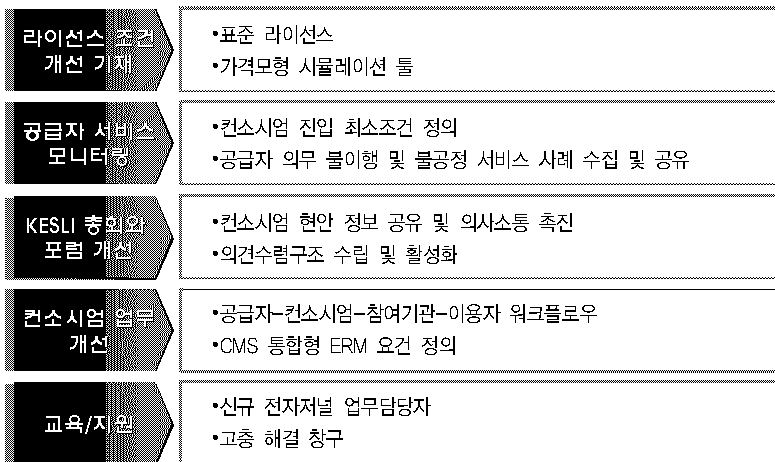 라이선스 조건
개선 기재
•표준 라이선스
•가격모형 시뮬레이션 툴
공급자 서비스
모니터링
•컨소시엄 진입 최소조건 정의
•공급자 의무 불이행 및 불공정 서비스 사례 수집 및 공유
KESLI 총회와
포럼 개선
•컨소시엄 현안 정보 공유 및 의사소통 촉진
•의견수렴구조 수립 및 활성화
컨소시엄 업무
개선
•공급자-컨소시엄-참여기관-이용자 워크플로우
•CMS 통합형 ERM 요건 정의
교육/지원
•신규 전자저널 업무담당자
•고충 해결 창구